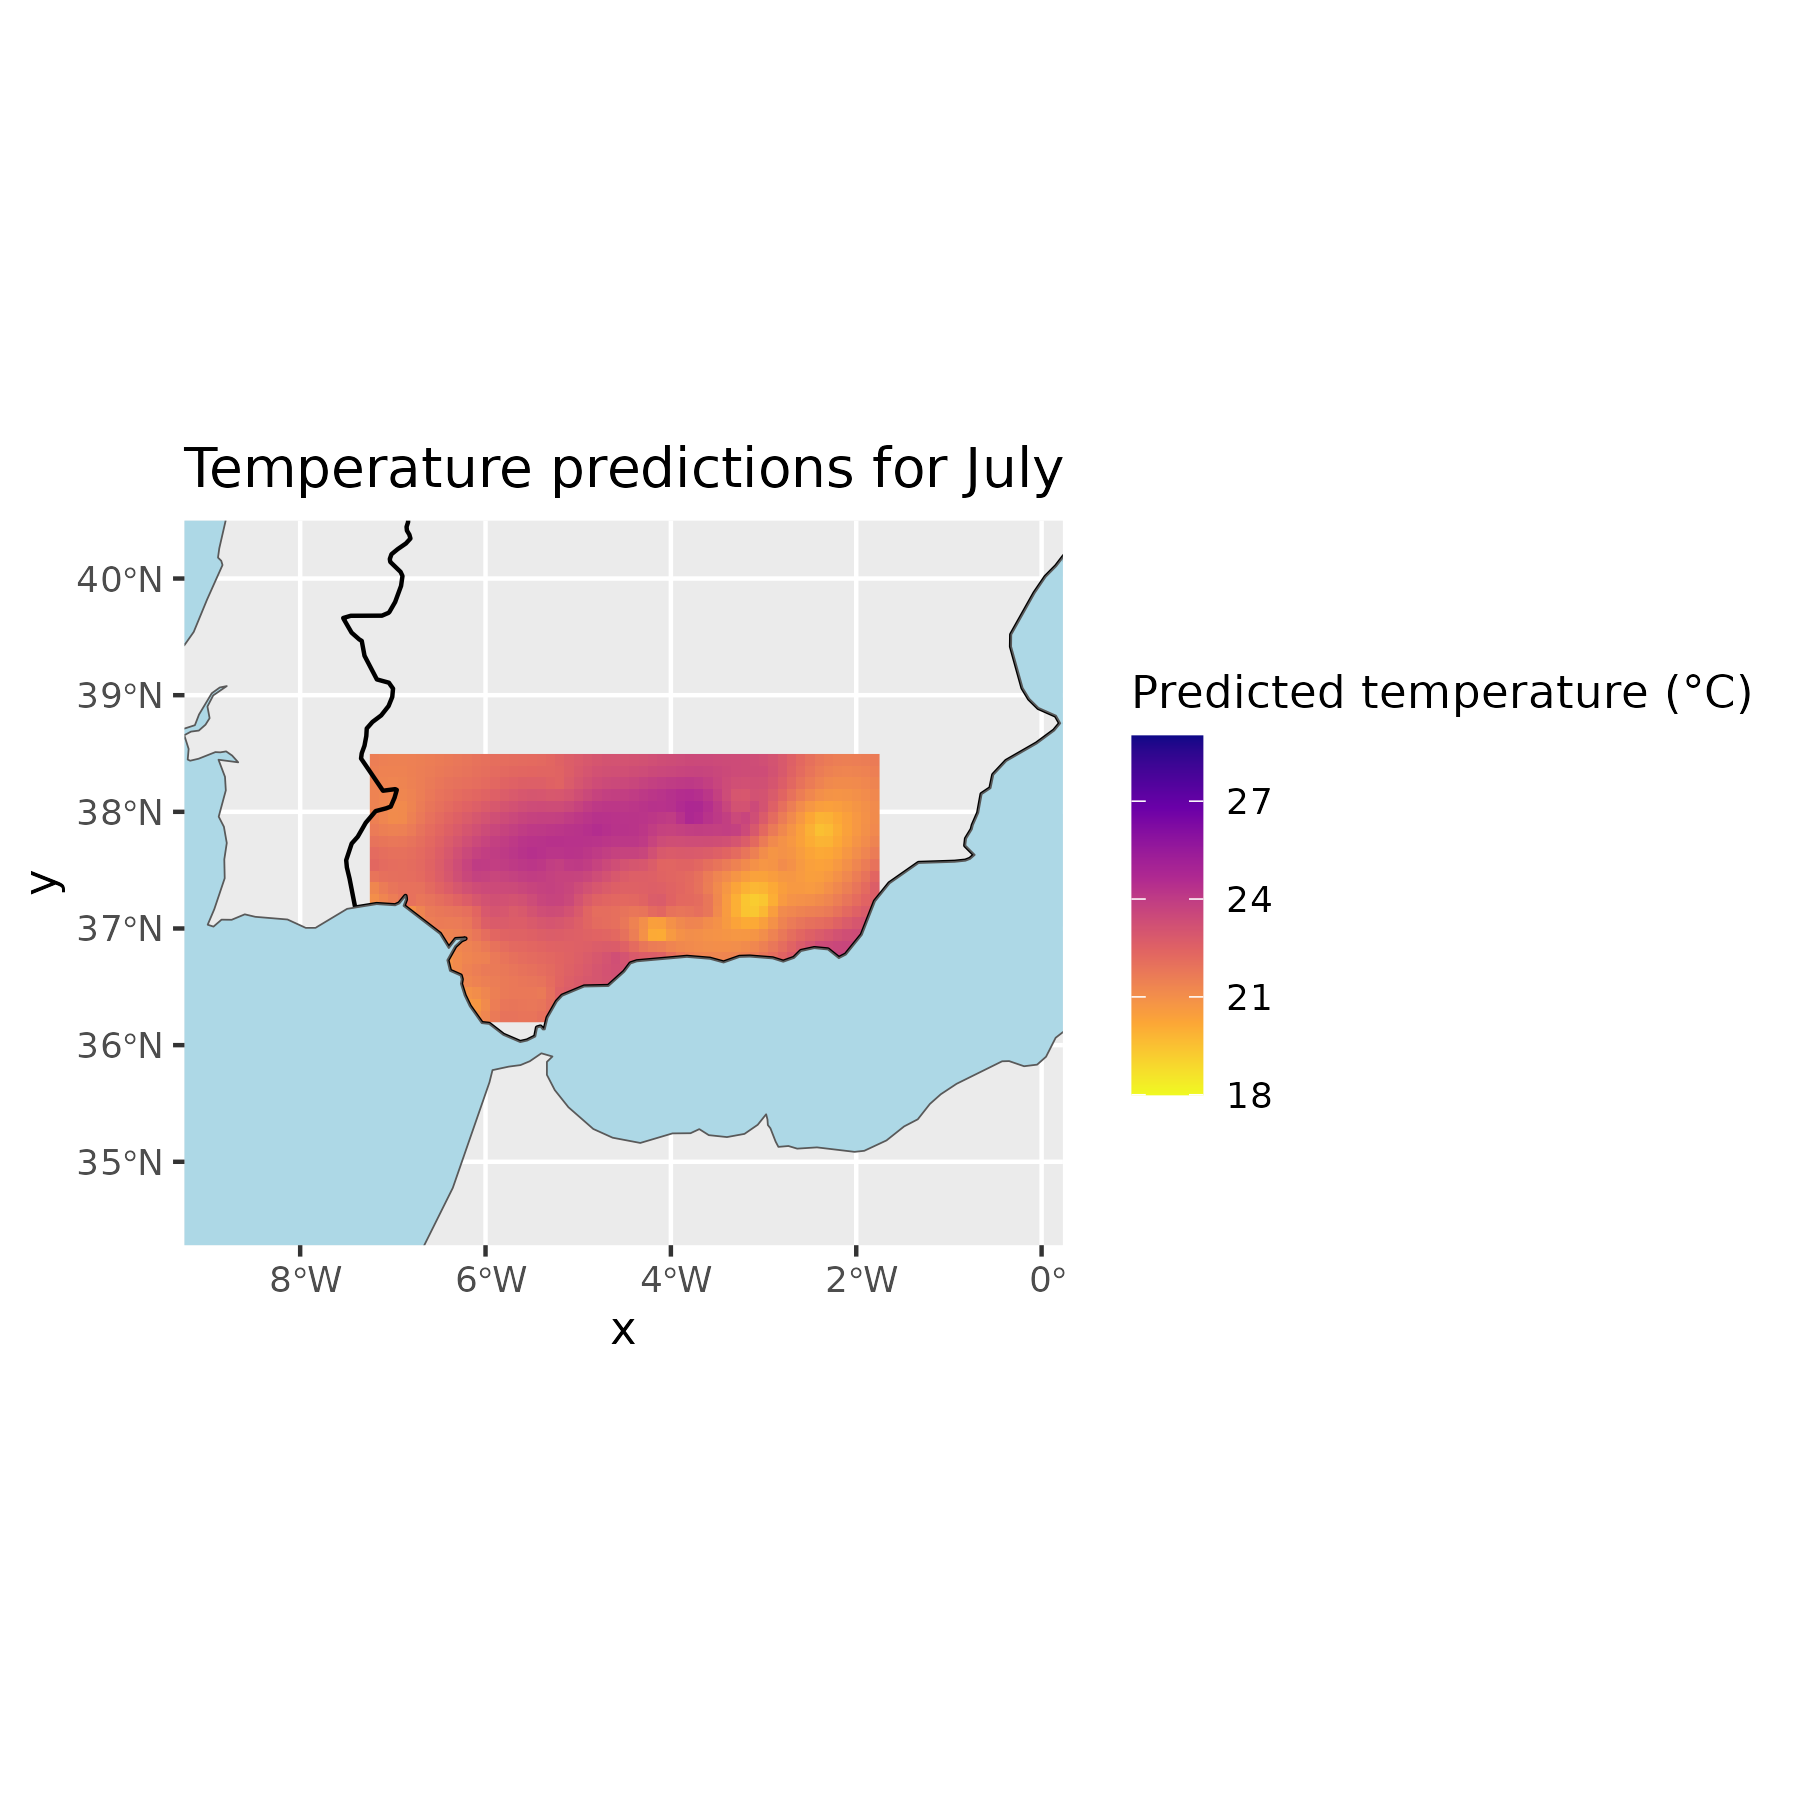 Temperature predictions for July
40°N
39°N
38°N
37°N
36°N
35°N
y
8°W 6°W 4°W 2°W 0°
x
Predicted temperature (°C)
27
24
21
18